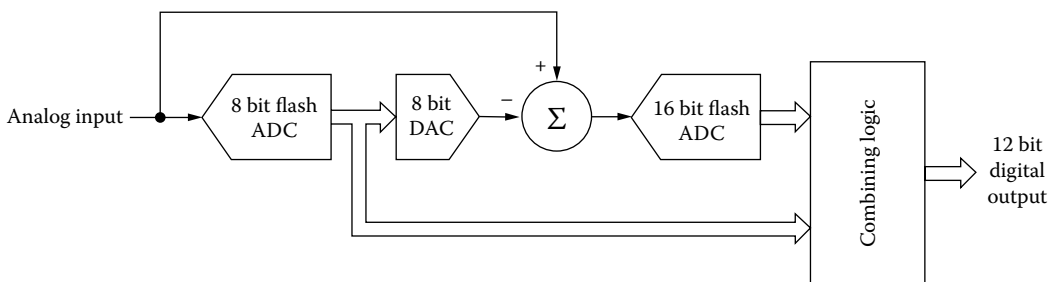 +
Analog input
8 bit flash
ADC
8 bit
DAC
−
Σ
16 bit flash
ADC
Combining logic
12 bit
digital
output